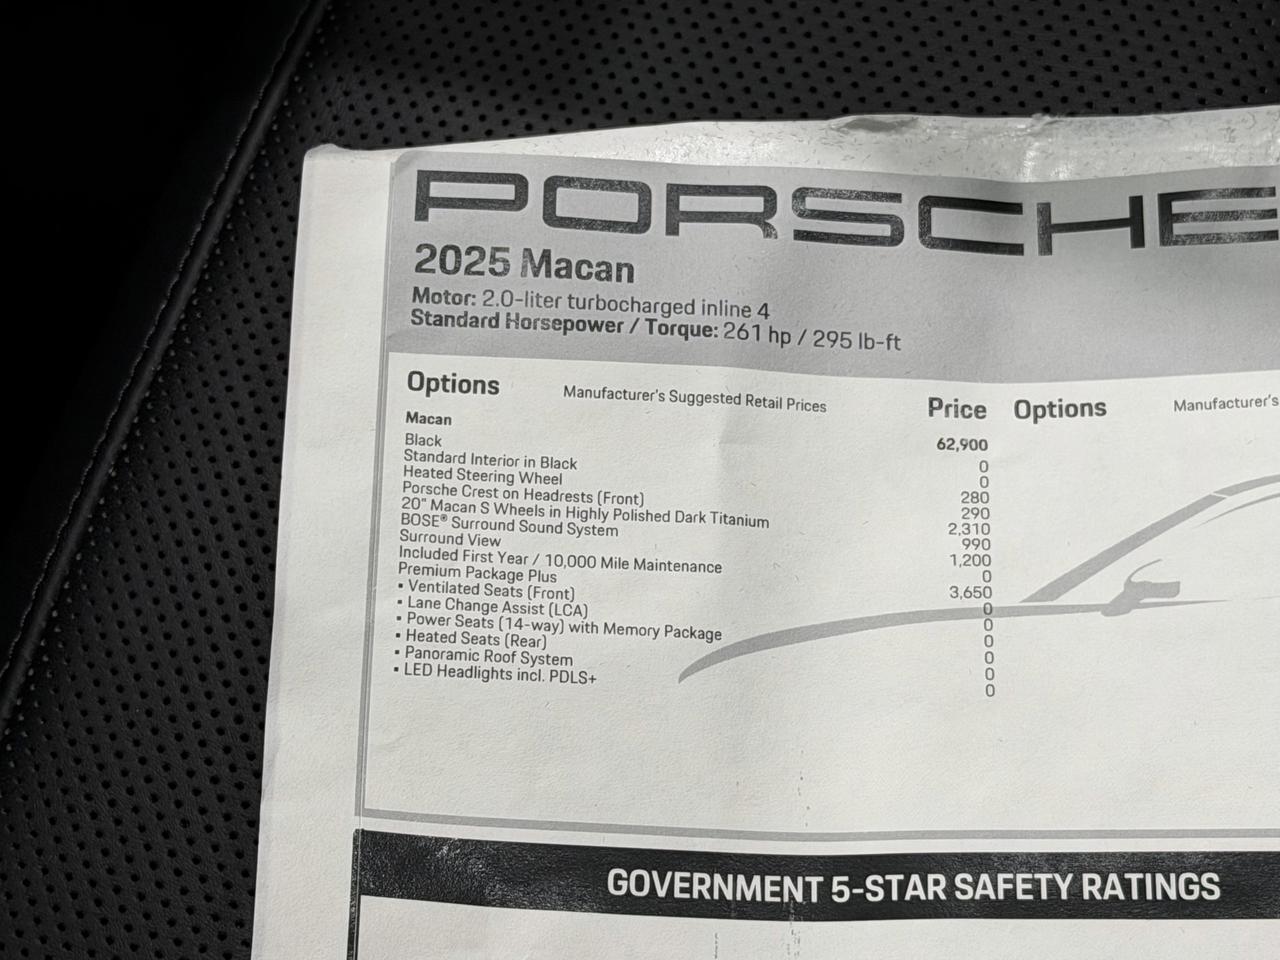 PORSCHE
2025 Macan
Motor: 2.0-liter turbocharged inline 4
Standard Horsepower / Torque: 261 hp / 295 lb-ft
Options Manufacturer's Suggested Retail Prices Price Options Manufacturer's
Macan 62,900
Black 0
Standard Interior in Black 0
Heated Steering Wheel 280
Porsche Crest on Headrests (Front) 290
20" Macan S Wheels in Highly Polished Dark Titanium 2,310
BOSE® Surround Sound System 990
Surround View 1,200
Included First Year / 10,000 Mile Maintenance 0
Premium Package Plus 3,650
• Ventilated Seats (Front) 0
• Lane Change Assist (LCA) 0
• Power Seats (14-way) with Memory Package 0
• Heated Seats (Rear) 0
• Panoramic Roof System 0
• LED Headlights incl. PDLS+ 0
GOVERNMENT 5-STAR SAFETY RATINGS